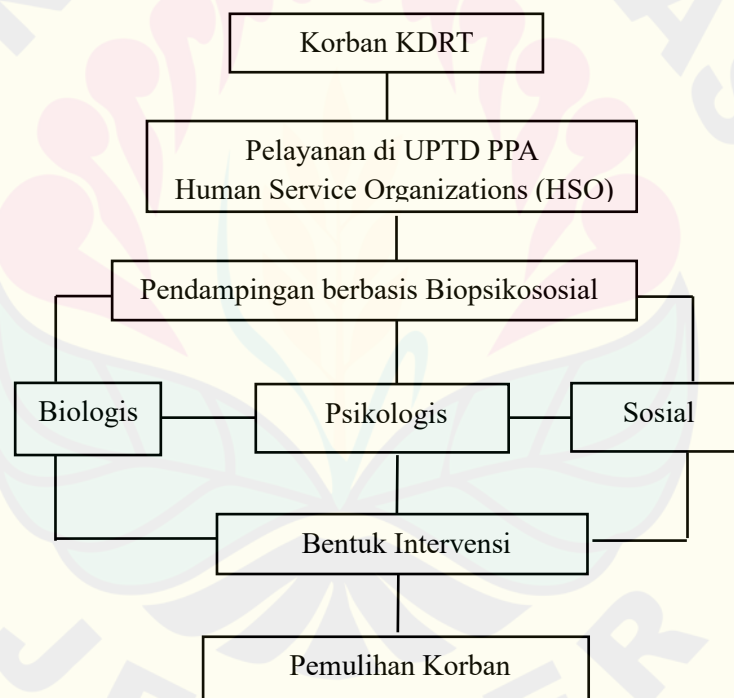 Korban KDRT
Pelayanan di UPTD PPA
Human Service Organizations (HSO)
Pendampingan berbasis Biopsikososial
Biologis
Psikologis
Sosial
Bentuk Intervensi
Pemulihan Korban